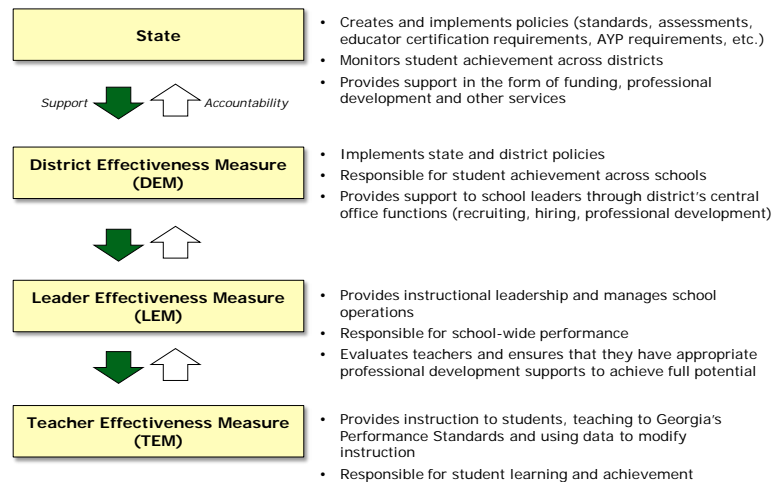 State
• Creates and implements policies (standards, assessments,
educator certification requirements, AYP requirements, etc.)
• Monitors student achievement across districts
• Provides support in the form of funding, professional
development and other services
Support
Accountability
District Effectiveness Measure
(DEM)
• Implements state and district policies
• Responsible for student achievement across schools
• Provides support to school leaders through district's central
office functions (recruiting, hiring, professional development)
Leader Effectiveness Measure
(LEM)
• Provides instructional leadership and manages school
operations
• Responsible for school-wide performance
• Evaluates teachers and ensures that they have appropriate
professional development supports to achieve full potential
Teacher Effectiveness Measure
(TEM)
• Provides instruction to students, teaching to Georgia's
Performance Standards and using data to modify
instruction
• Responsible for student learning and achievement